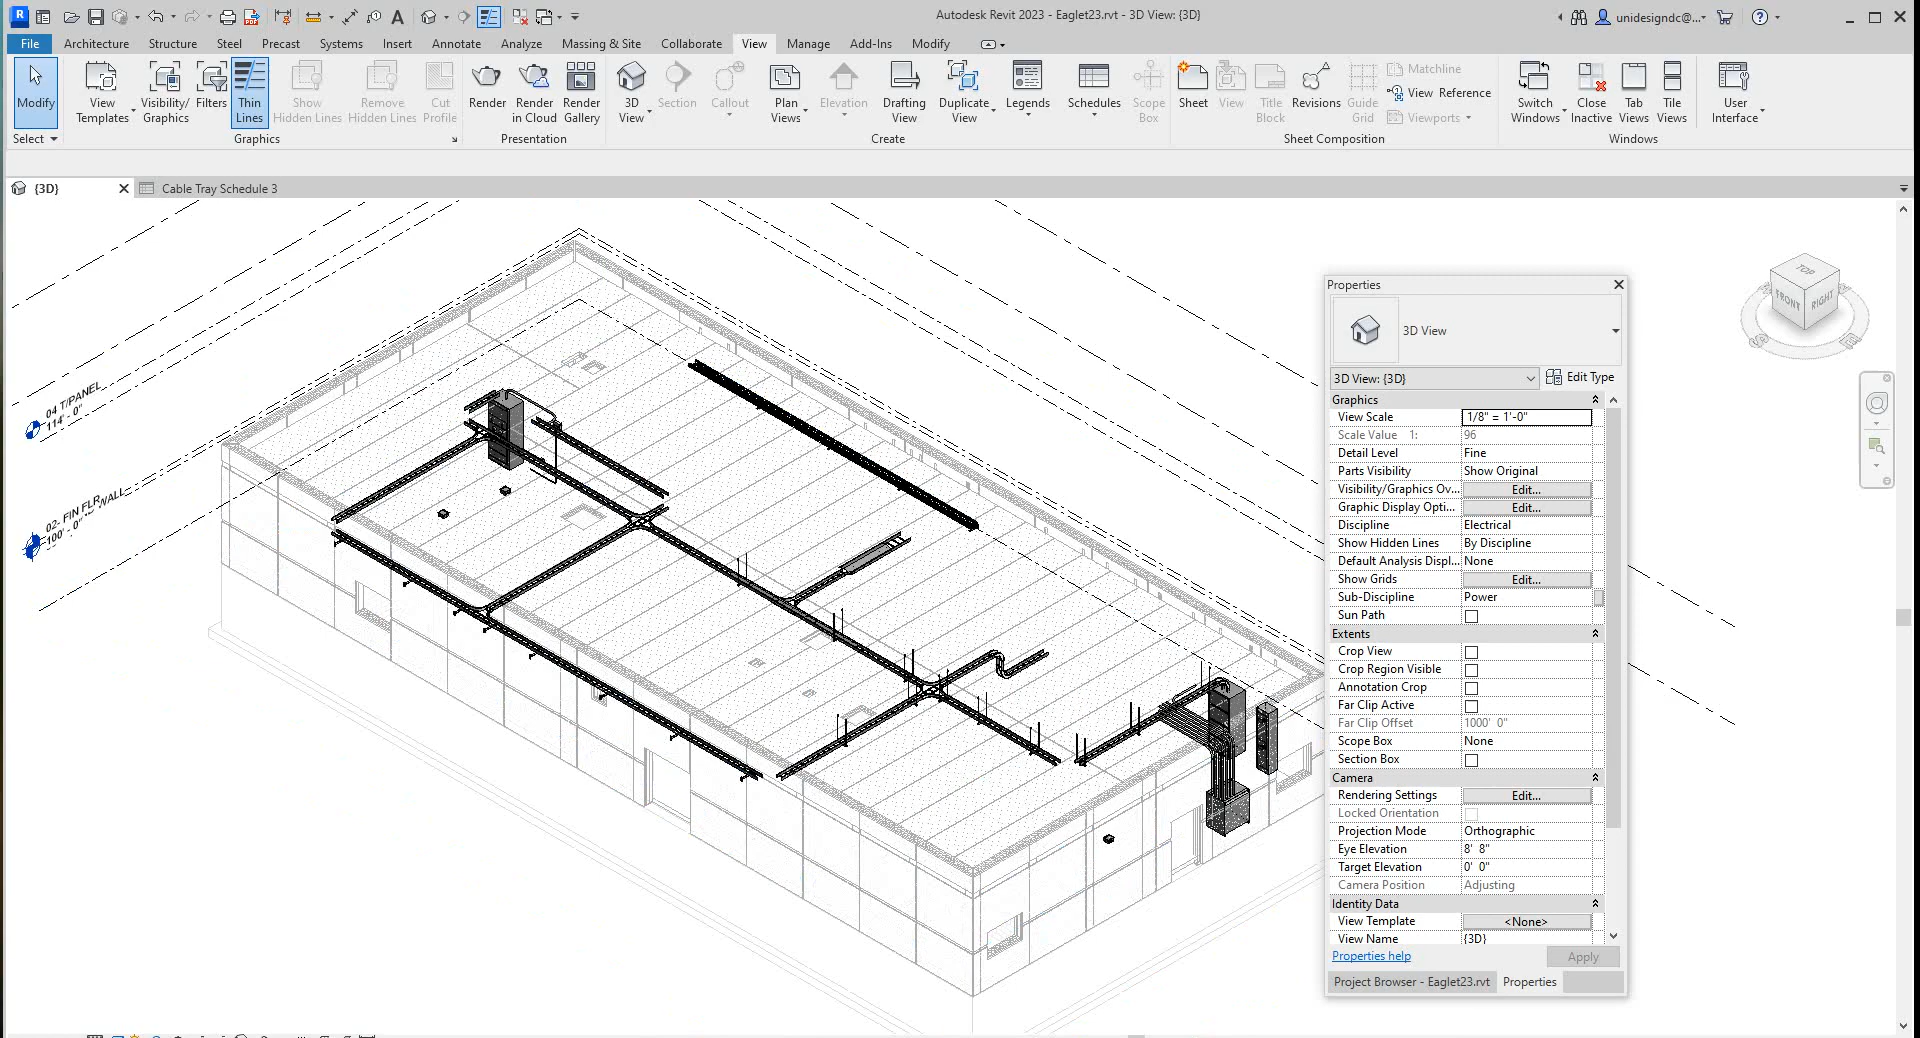 Autodesk Revit 2023 - Eaglet23.rvt - 3D View: {3D}
unidesigndc@...
File Architecture Structure Steel Precast Systems Insert Annotate Analyze Massing & Site Collaborate View Manage Add-Ins Modify
Modify
View Templates
Visibility/ Graphics
Filters
Thin Lines
Show Hidden Lines
Remove Hidden Lines
Cut Profile
Render
Render in Cloud
Render Gallery
3D View
Section
Callout
Plan Views
Elevation
Drafting View
Duplicate View
Legends
Schedules
Scope Box
Sheet
View
Title Block
Revisions
Guide Grid
Matchline
View Reference
Viewports
Switch Windows
Close Inactive
Tab Views
Tile Views
User Interface
Select Graphics Presentation Create Sheet Composition Windows
{3D} Cable Tray Schedule 3
04 T/PANEL
114' - 0"
02- FIN FLR
WALL
100' - 0"
TOP
FRONT
RIGHT
Properties
3D View
3D View: {3D} Edit Type
Graphics
View Scale 1/8" = 1'-0"
Scale Value 1: 96
Detail Level Fine
Parts Visibility Show Original
Visibility/Graphics Ov... Edit...
Graphic Display Opti... Edit...
Discipline Electrical
Show Hidden Lines By Discipline
Default Analysis Displ... None
Show Grids Edit...
Sub-Discipline Power
Sun Path
Extents
Crop View
Crop Region Visible
Annotation Crop
Far Clip Active
Far Clip Offset 1000' 0"
Scope Box None
Section Box
Camera
Rendering Settings Edit...
Locked Orientation
Projection Mode Orthographic
Eye Elevation 8' 8"
Target Elevation 0' 0"
Camera Position Adjusting
Identity Data
View Template <None>
View Name {3D}
Properties help Apply
Project Browser - Eaglet23.rvt Properties